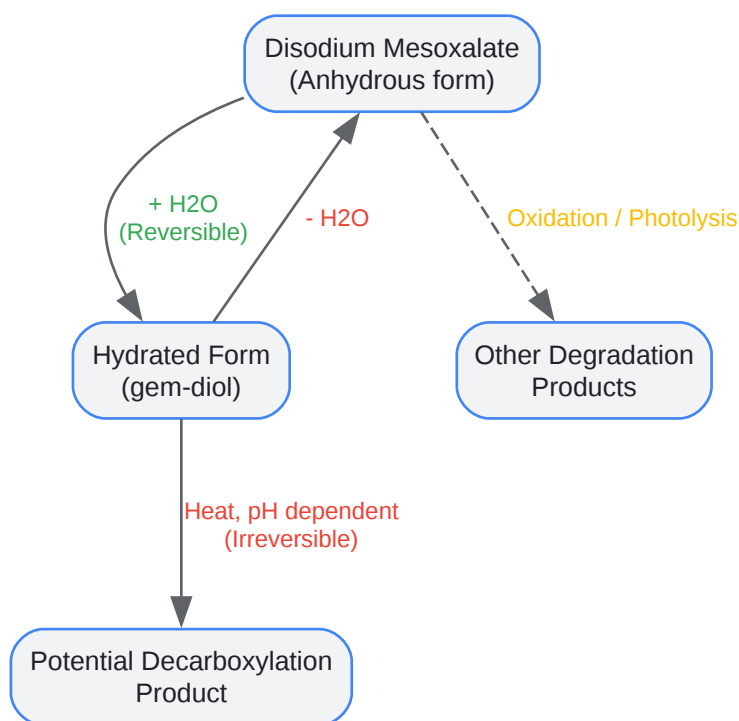 Disodium Mesoxalate
(Anhydrous form)
+ H2O
(Reversible)
- H2O
Oxidation / Photolysis
Hydrated Form
(gem-diol)
Other Degradation
Products
Heat, pH dependent
(Irreversible)
Potential Decarboxylation
Product